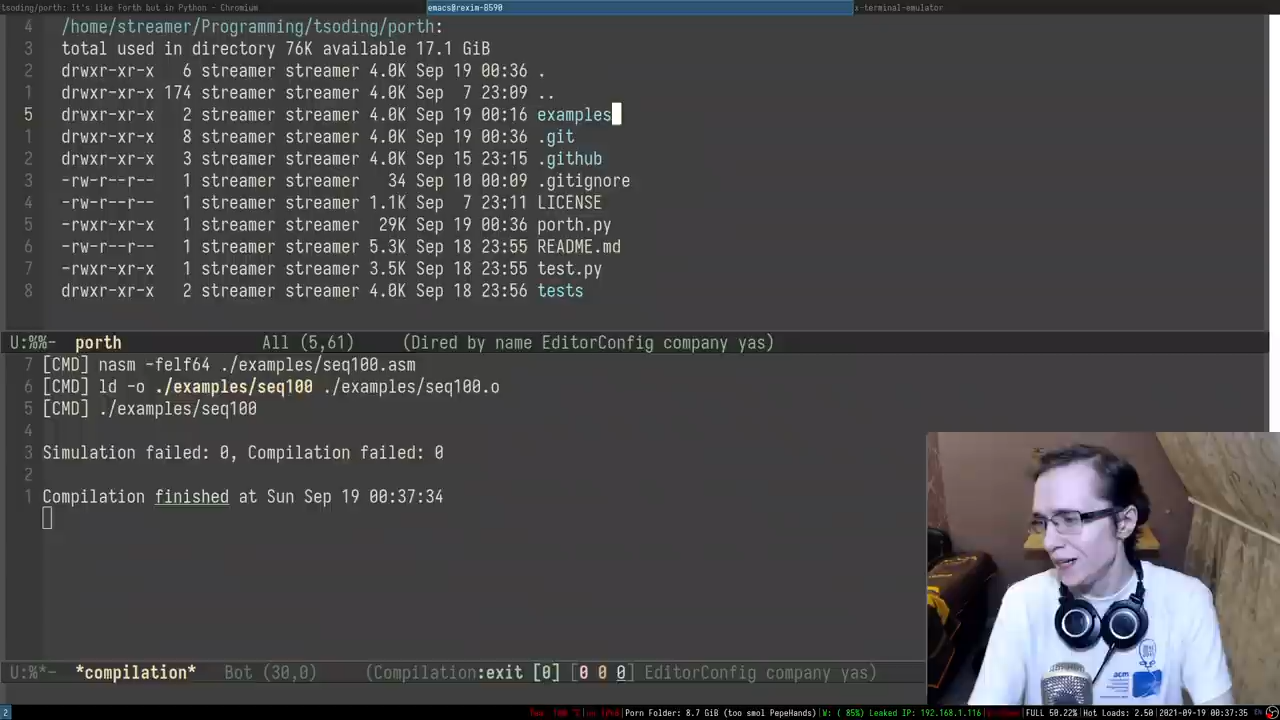 tsoding/porth: It's like Forth but in Python - Chromium
emacs@rexim-B590
x-terminal-emulator
4 /home/streamer/Programming/tsoding/porth:
3 total used in directory 76K available 17.1 GiB
2 drwxr-xr-x 6 streamer streamer 4.0K Sep 19 00:36 .
1 drwxr-xr-x 174 streamer streamer 4.0K Sep 7 23:09 ..
5 drwxr-xr-x 2 streamer streamer 4.0K Sep 19 00:16 examples
1 drwxr-xr-x 8 streamer streamer 4.0K Sep 19 00:36 .git
2 drwxr-xr-x 3 streamer streamer 4.0K Sep 15 23:15 .github
3 -rw-r--r-- 1 streamer streamer 34 Sep 10 00:09 .gitignore
4 -rw-r--r-- 1 streamer streamer 1.1K Sep 7 23:11 LICENSE
5 -rwxr-xr-x 1 streamer streamer 29K Sep 19 00:36 porth.py
6 -rw-r--r-- 1 streamer streamer 5.3K Sep 18 23:55 README.md
7 -rwxr-xr-x 1 streamer streamer 3.5K Sep 18 23:55 test.py
8 drwxr-xr-x 2 streamer streamer 4.0K Sep 18 23:56 tests
U:%%- porth All (5,61) (Dired by name EditorConfig company yas)
7 [CMD] nasm -felf64 ./examples/seq100.asm
6 [CMD] ld -o ./examples/seq100 ./examples/seq100.o
5 [CMD] ./examples/seq100
4
3 Simulation failed: 0, Compilation failed: 0
2
1 Compilation finished at Sun Sep 19 00:37:34
U:%*- *compilation* Bot (30,0) (Compilation:exit [0] [0 0 0] EditorConfig company yas)
acm
2
Porn Folder: 8.7 GiB (too smol PepeHands) W: ( 85%) Leaked IP: 192.168.1.116 FULL 50.22% Hot Loads: 2.50 2021-09-19 00:37:35 EN